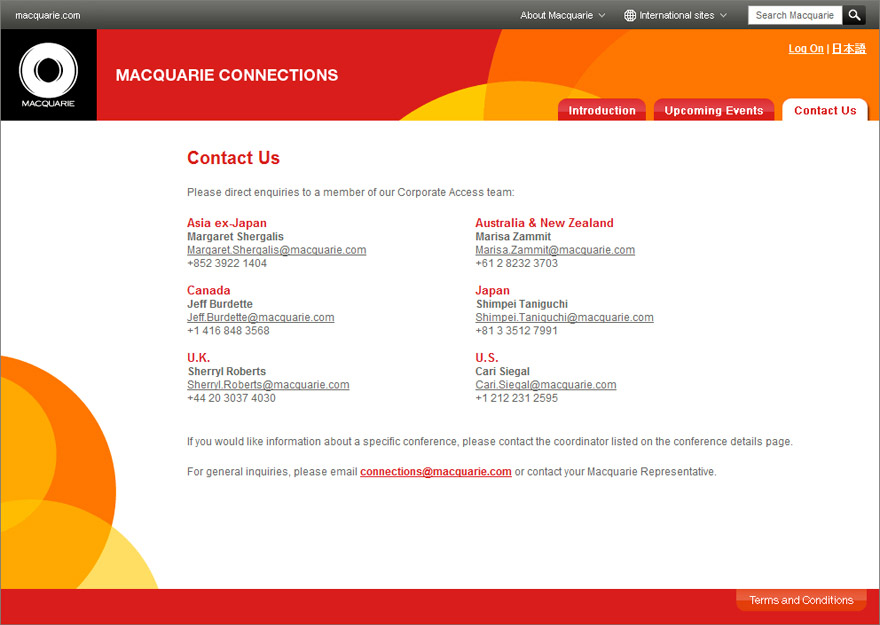 macquarie.com
About Macquarie
International sites
Search Macquarie
Log On | 日本語
MACQUARIE
MACQUARIE CONNECTIONS
Introduction
Upcoming Events
Contact Us
Contact Us
Please direct enquiries to a member of our Corporate Access team:
Asia ex-Japan
Margaret Shergalis
Margaret.Shergalis@macquarie.com
+852 3922 1404
Australia & New Zealand
Marisa Zammit
Marisa.Zammit@macquarie.com
+61 2 8232 3703
Canada
Jeff Burdette
Jeff.Burdette@macquarie.com
+1 416 848 3568
Japan
Shimpei Taniguchi
Shimpei.Taniguchi@macquarie.com
+81 3 3512 7991
U.K.
Sherryl Roberts
Sherryl.Roberts@macquarie.com
+44 20 3037 4030
U.S.
Cari Siegal
Cari.Siegal@macquarie.com
+1 212 231 2595
If you would like information about a specific conference, please contact the coordinator listed on the conference details page.
For general inquiries, please email connections@macquarie.com or contact your Macquarie Representative.
Terms and Conditions